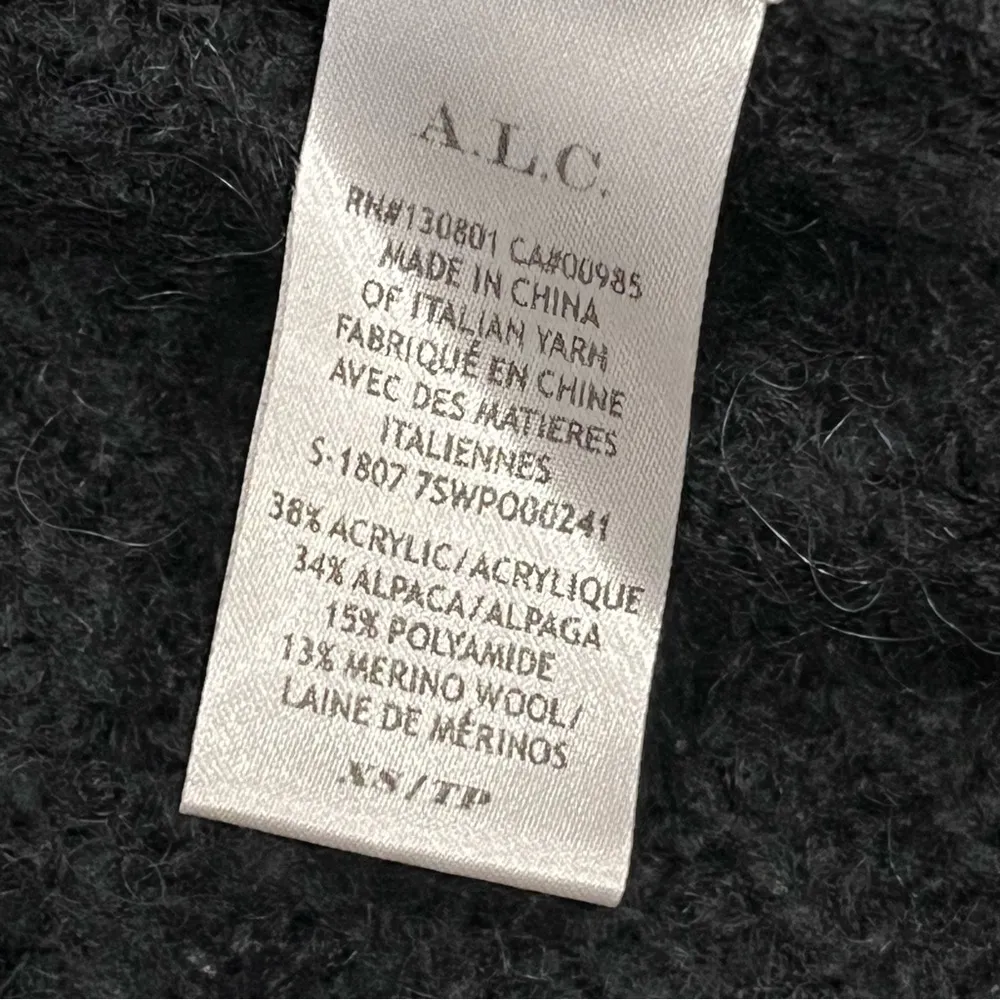 A.L.C.
RN#130801 CA#00985
MADE IN CHINA
OF ITALIAN YARN
FABRIQUÉ EN CHINE
AVEC DES MATIERES
ITALIENNES
S-1807 7SWPO00241
38% ACRYLIC/ACRYLIQUE
34% ALPACA/ALPAGA
15% POLYAMIDE
13% MERINO WOOL/
LAINE DE MÉRINOS
XS/TP